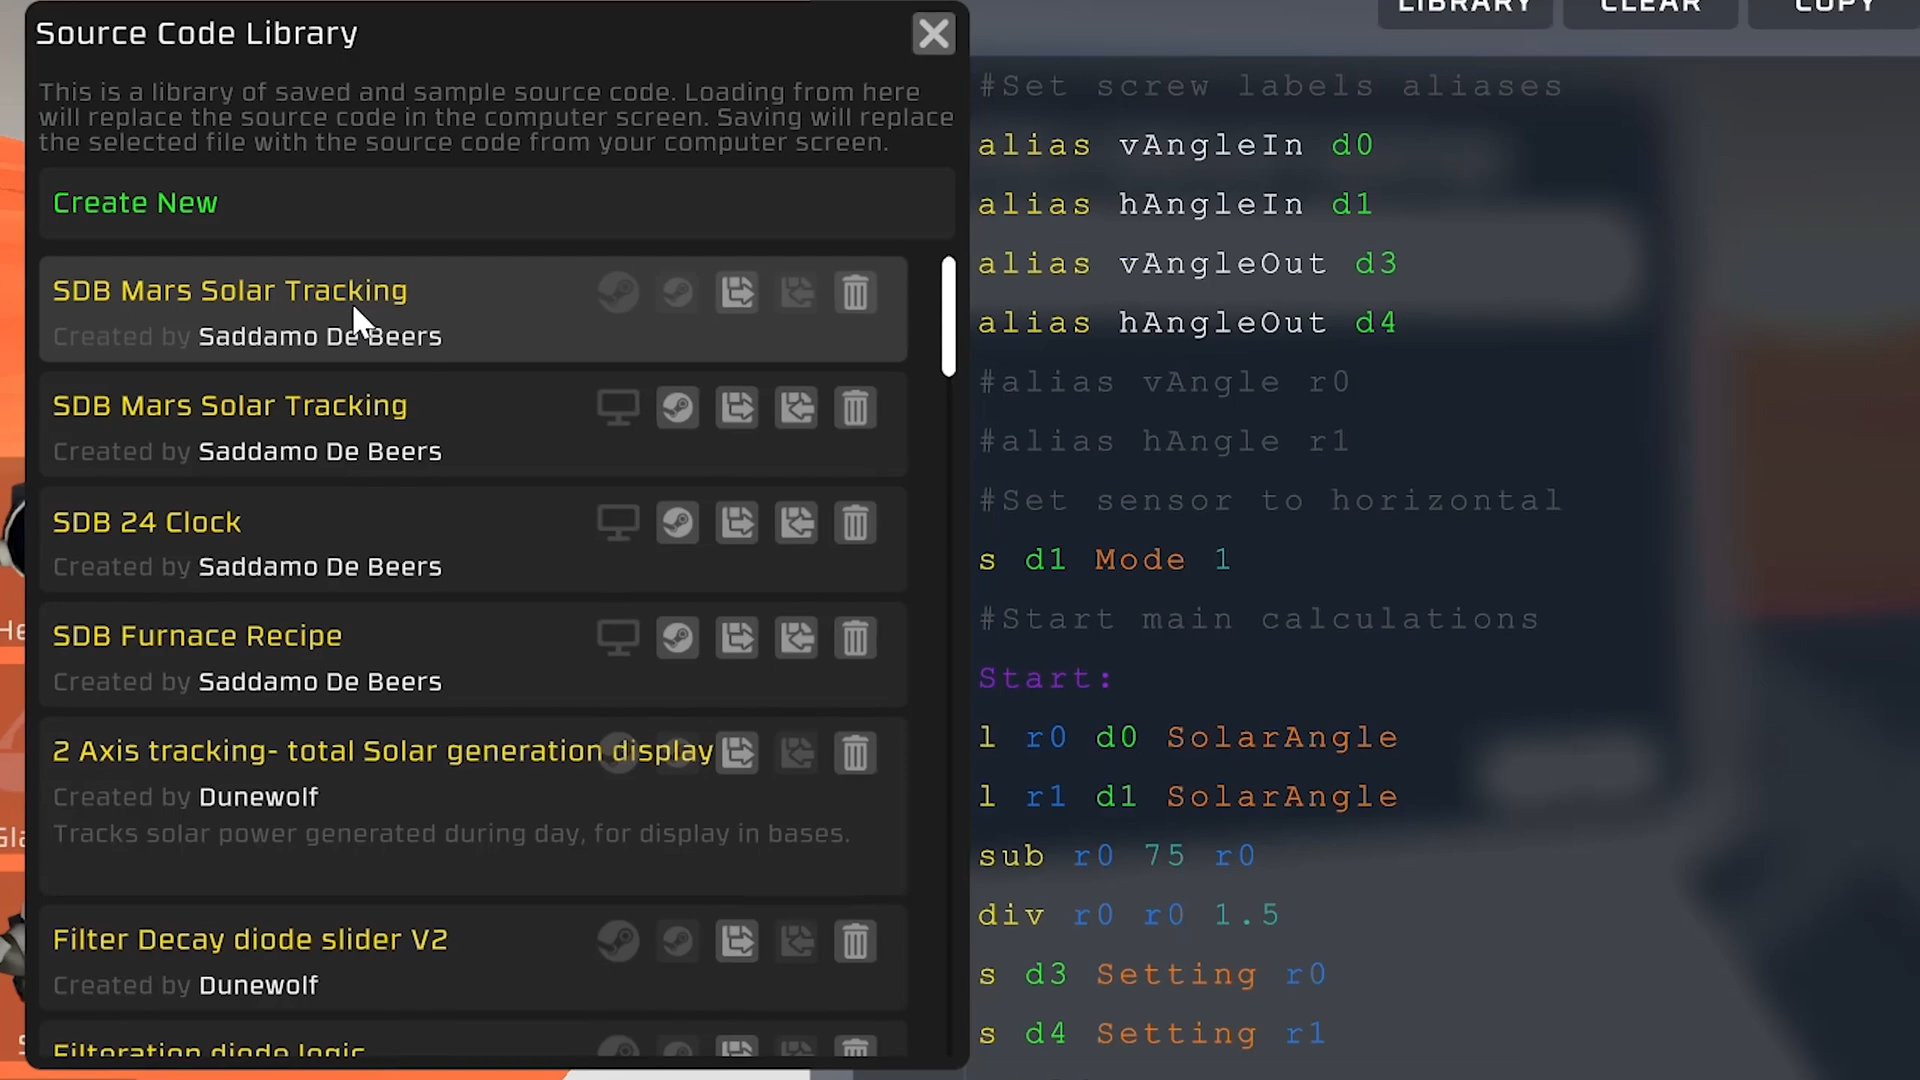 Source Code Library
This is a library of saved and sample source code. Loading from here
will replace the source code in the computer screen. Saving will replace
the selected file with the source code from your computer screen.
Create New
SDB Mars Solar Tracking
Created by Saddamo De Beers
SDB Mars Solar Tracking
Created by Saddamo De Beers
SDB 24 Clock
Created by Saddamo De Beers
SDB Furnace Recipe
Created by Saddamo De Beers
2 Axis tracking- total Solar generation display
Created by Dunewolf
Tracks solar power generated during day, for display in bases.
Filter Decay diode slider V2
Created by Dunewolf
Filteration diode logic
LIBRARY
CLEAR
COPY
#Set screw labels aliases
alias vAngleIn d0
alias hAngleIn d1
alias vAngleOut d3
alias hAngleOut d4
#alias vAngle r0
#alias hAngle r1
#Set sensor to horizontal
s d1 Mode 1
#Start main calculations
Start:
l r0 d0 SolarAngle
l r1 d1 SolarAngle
sub r0 75 r0
div r0 r0 1.5
s d3 Setting r0
s d4 Setting r1